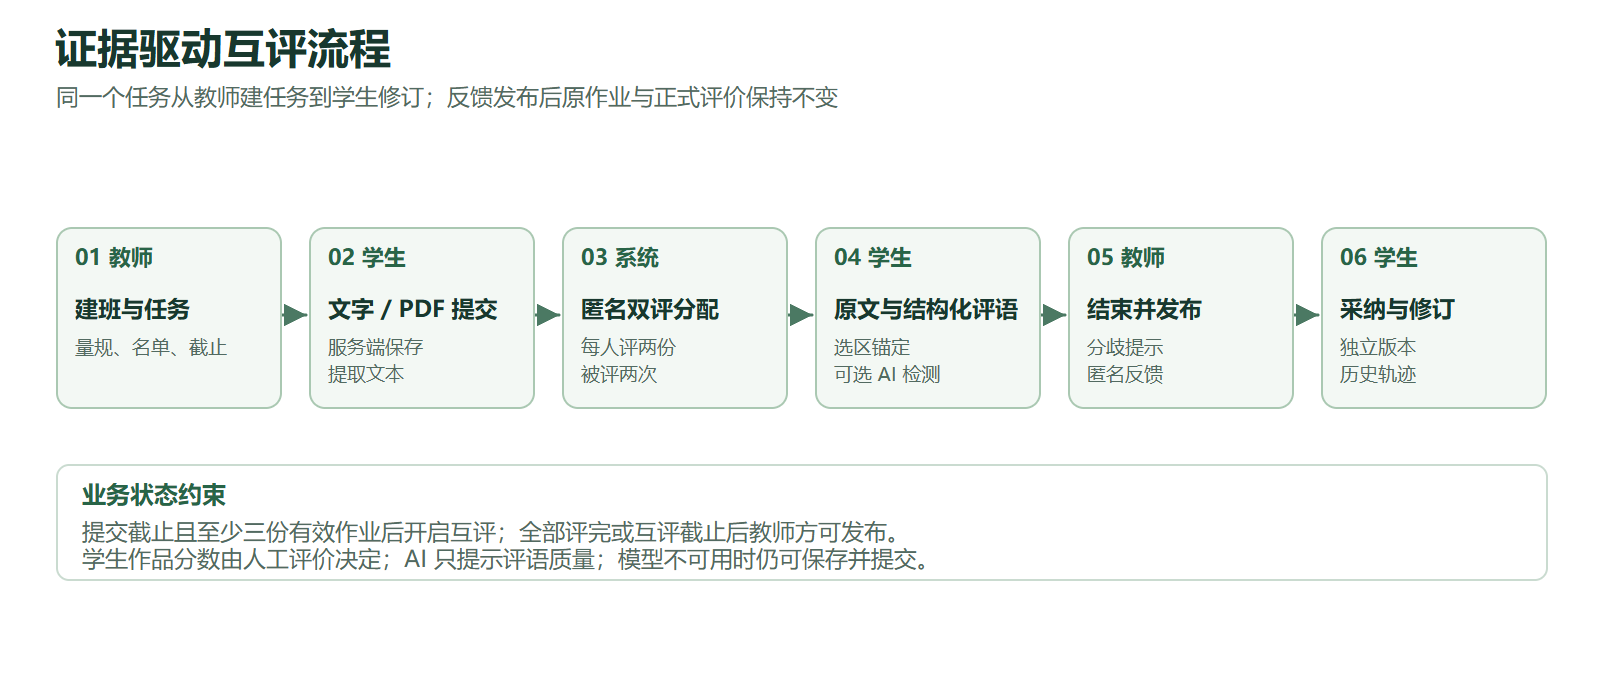 证据驱动互评流程
同一个任务从教师建任务到学生修订；反馈发布后原作业与正式评价保持不变
01 教师
建班与任务
量规、名单、截止
02 学生
文字 / PDF 提交
服务端保存
提取文本
03 系统
匿名双评分配
每人评两份
被评两次
04 学生
原文与结构化评语
选区锚定
可选 AI 检测
05 教师
结束并发布
分歧提示
匿名反馈
06 学生
采纳与修订
独立版本
历史轨迹
业务状态约束
提交截止且至少三份有效作业后开启互评；全部评完或互评截止后教师方可发布。
学生作品分数由人工评价决定；AI 只提示评语质量；模型不可用时仍可保存并提交。